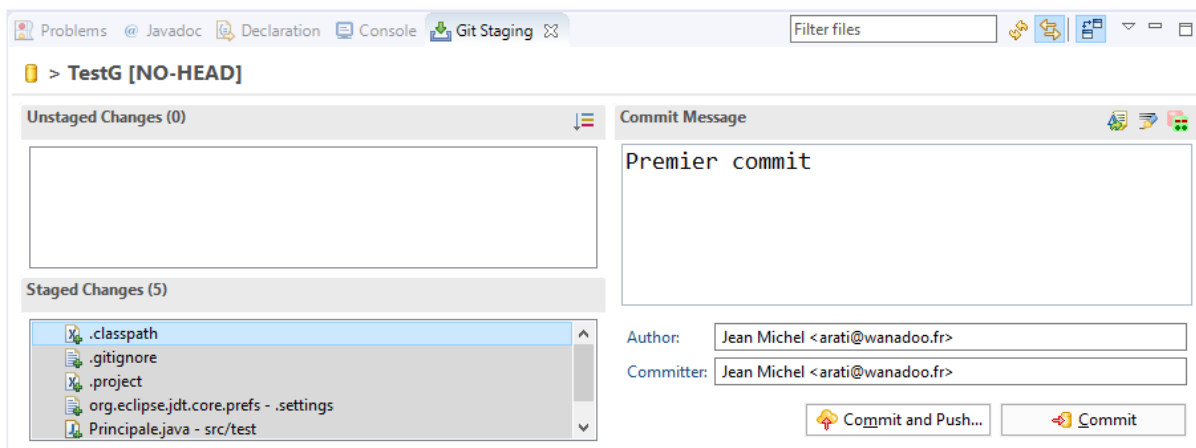 Problems @ Javadoc Declaration Console Git Staging Filter files
> TestG [NO-HEAD]
Unstaged Changes (0)
Commit Message
Premier commit
Staged Changes (5)
.classpath
.gitignore
.project
org.eclipse.jdt.core.prefs - .settings
Principale.java - src/test
Author: Jean Michel <arati@wanadoo.fr>
Committer: Jean Michel <arati@wanadoo.fr>
Commit and Push... Commit